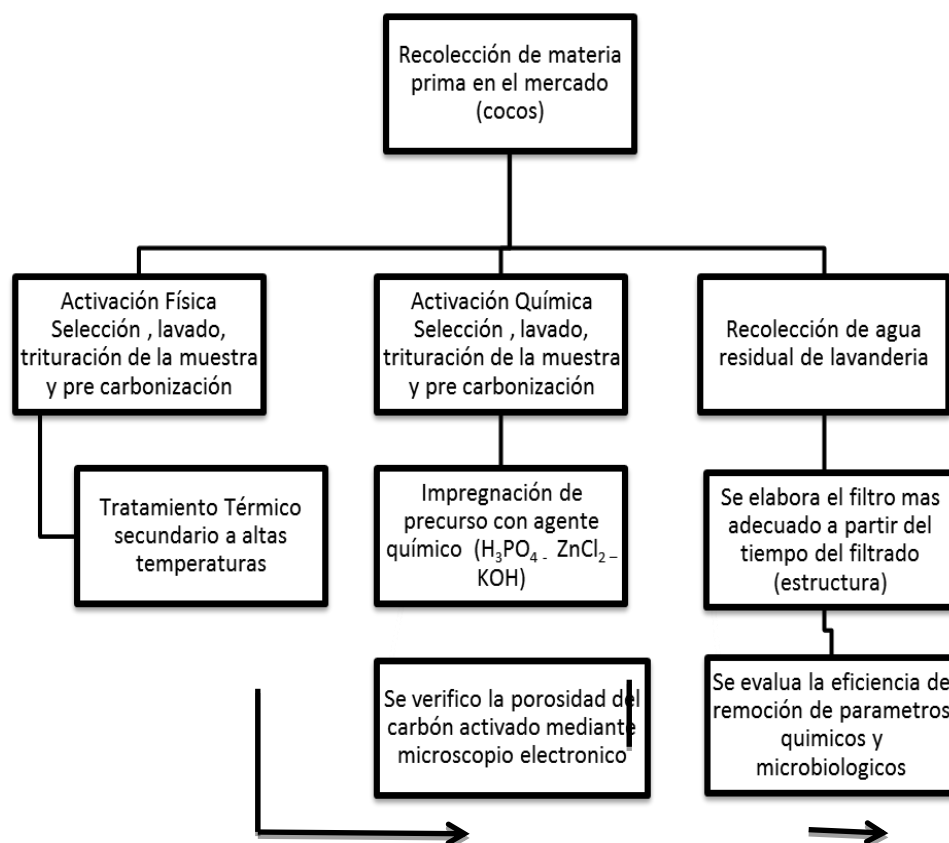 Recolección de materia
prima en el mercado
(cocos)
Activación Física
Selección , lavado,
trituración de la muestra
y pre carbonización
Activación Química
Selección , lavado,
trituración de la muestra
y pre carbonización
Recolección de agua
residual de lavanderia
Tratamiento Térmico
secundario a altas
temperaturas
Impregnación de
precurso con agente
químico (H₃PO₄ - ZnCl₂ –
KOH)
Se elabora el filtro mas
adecuado a partir del
tiempo del filtrado
(estructura)
Se verifico la porosidad del
carbón activado mediante
microscopio electronico
Se evalua la eficiencia de
remoción de parametros
quimicos y
microbiologicos